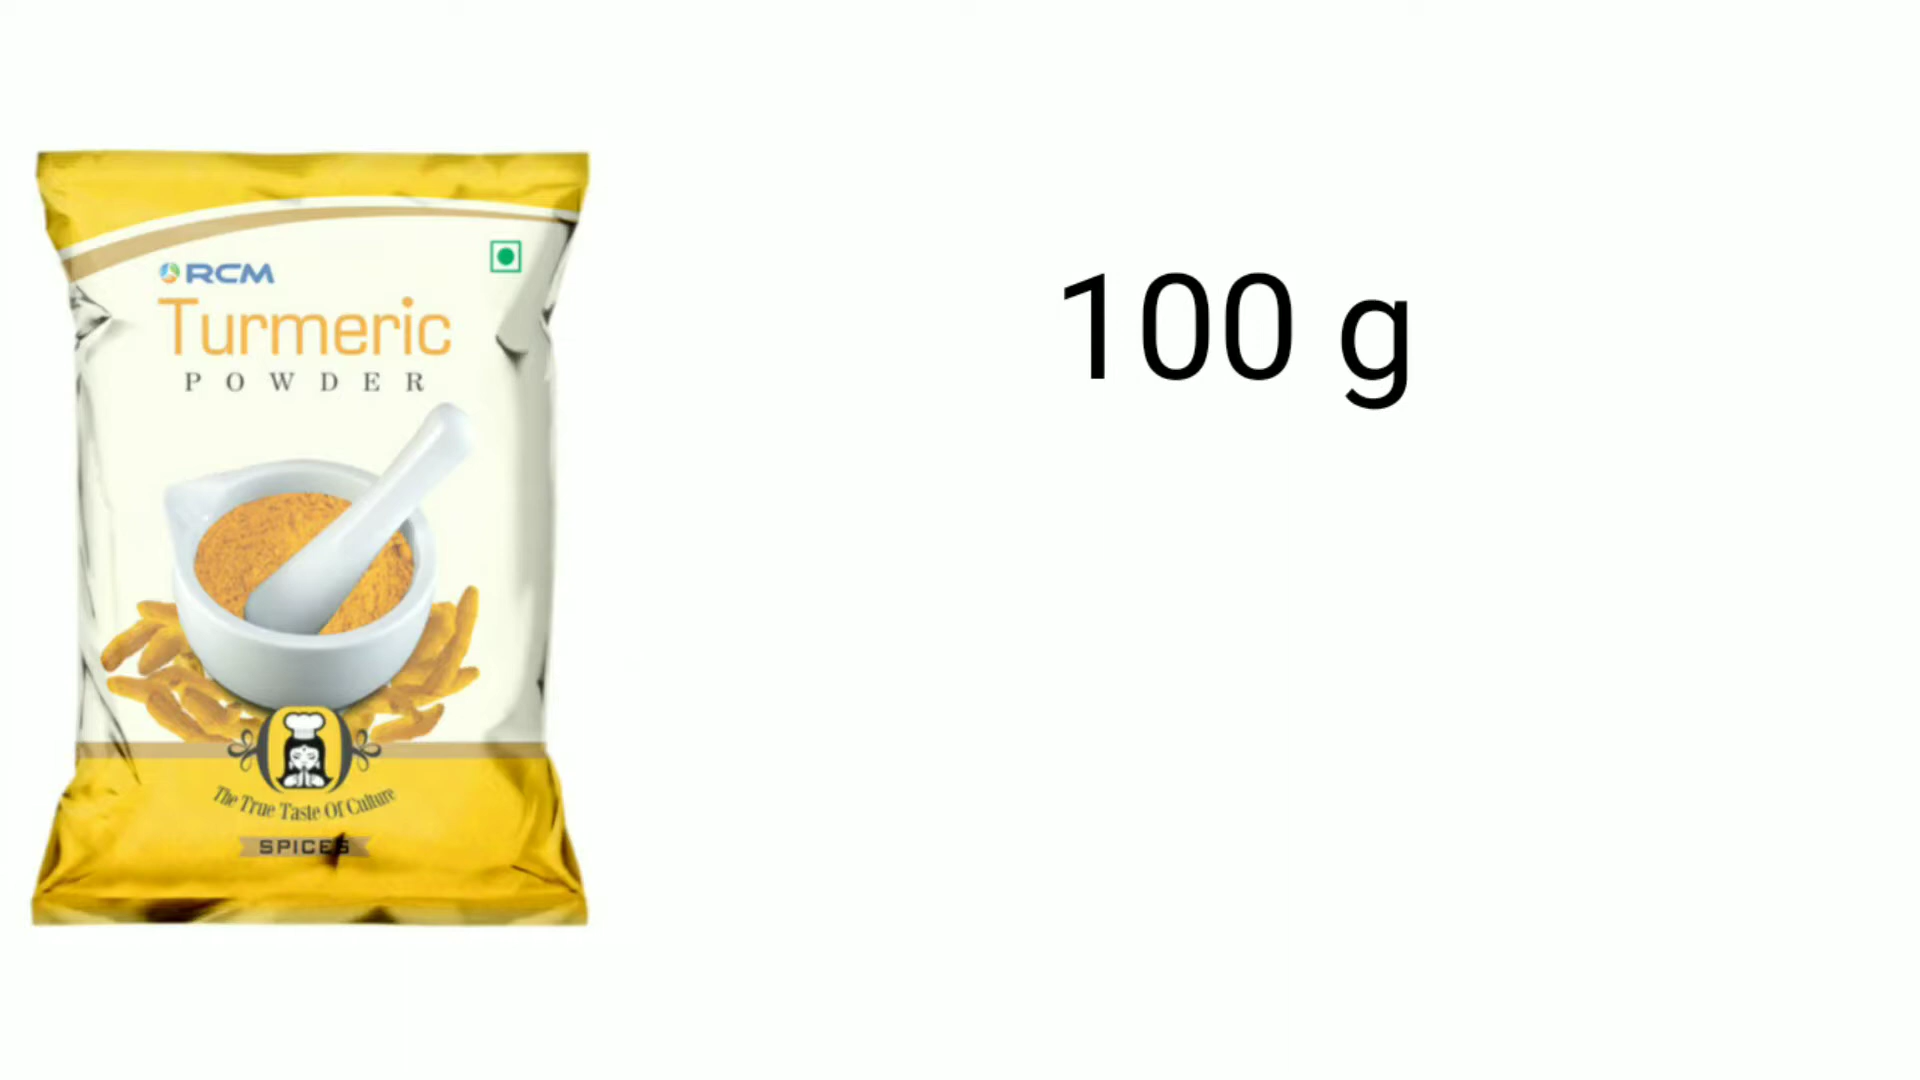 RCM
Turmeric
POWDER
The True Taste Of Culture
SPICES
100 g